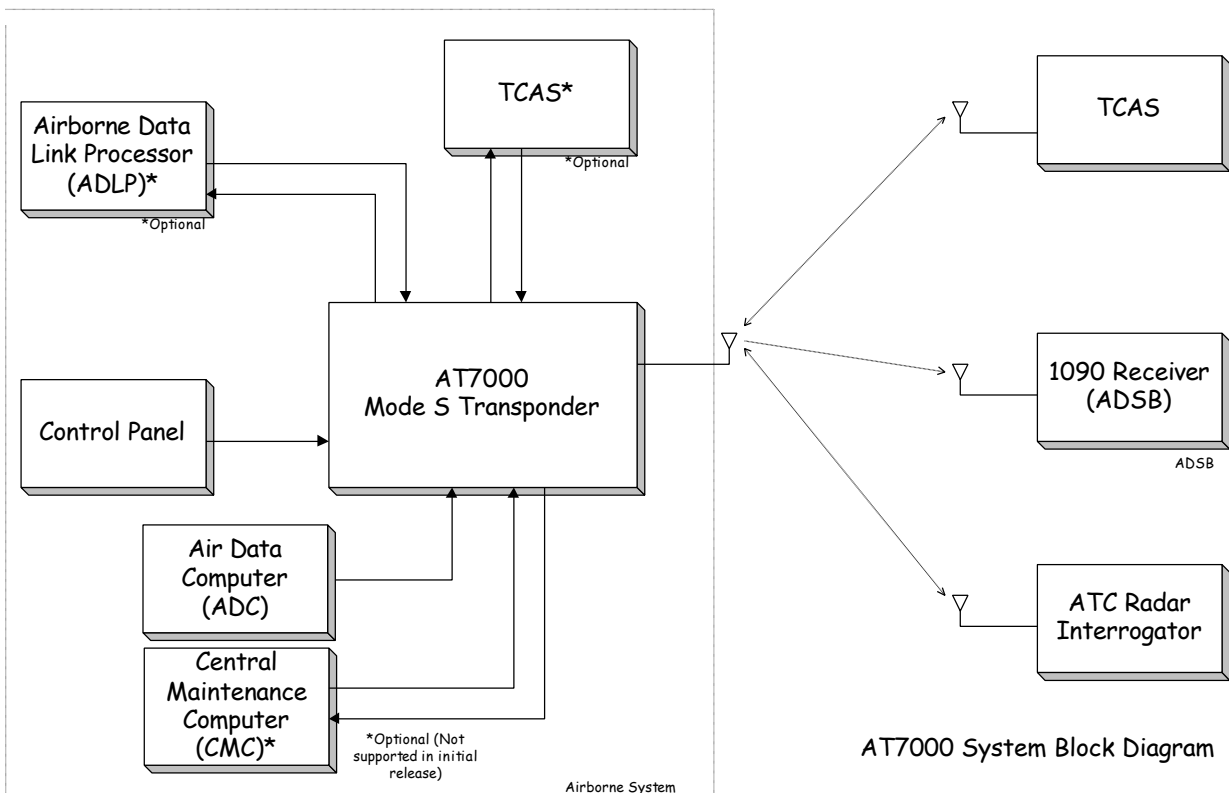 TCAS*
*Optional
Airborne Data
Link Processor
(ADLP)*
*Optional
TCAS
AT7000
Mode S Transponder
1090 Receiver
(ADSB)
ADSB
Control Panel
Air Data
Computer
(ADC)
ATC Radar
Interrogator
Central
Maintenance
Computer
(CMC)*
*Optional (Not
supported in initial
release)
AT7000 System Block Diagram
Airborne System